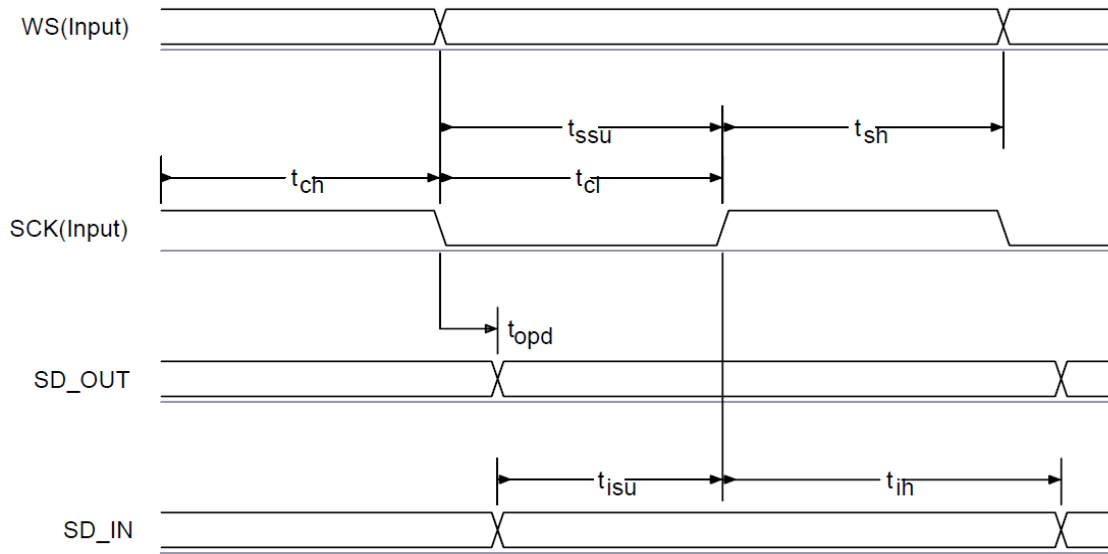 WS(Input)
tssu
tsh
tch
tcl
SCK(Input)
topd
SD_OUT
tisu
tih
SD_IN